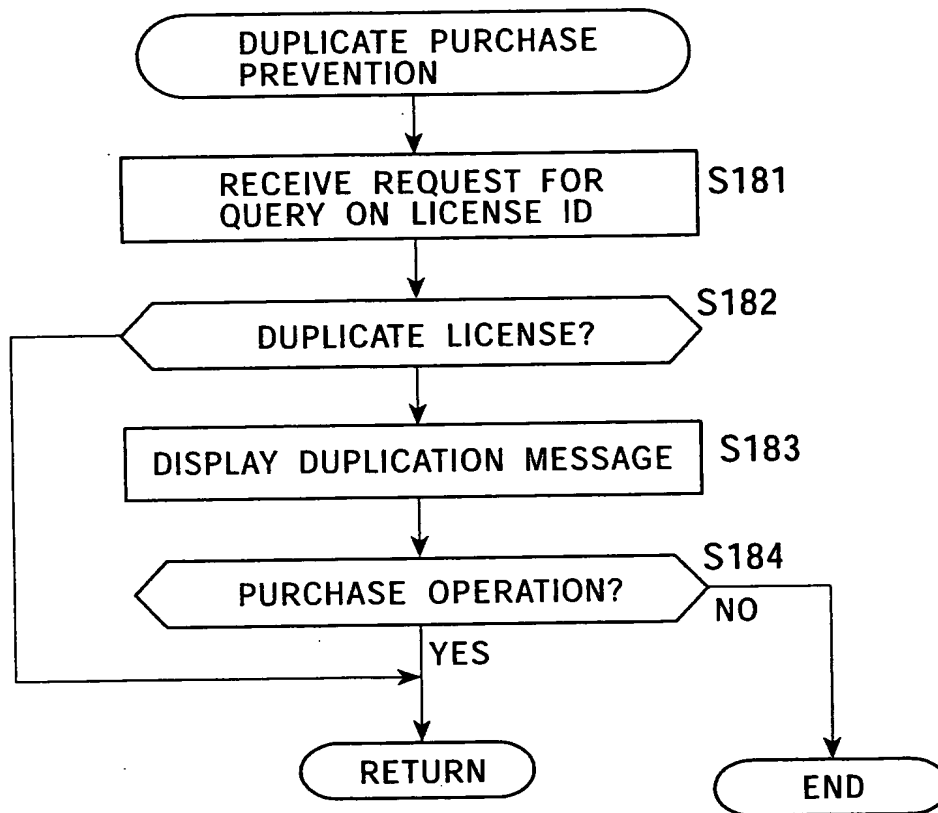 DUPLICATE PURCHASE
PREVENTION
RECEIVE REQUEST FOR
QUERY ON LICENSE ID
S181
DUPLICATE LICENSE?
S182
DISPLAY DUPLICATION MESSAGE
S183
PURCHASE OPERATION?
S184
NO
YES
RETURN
END